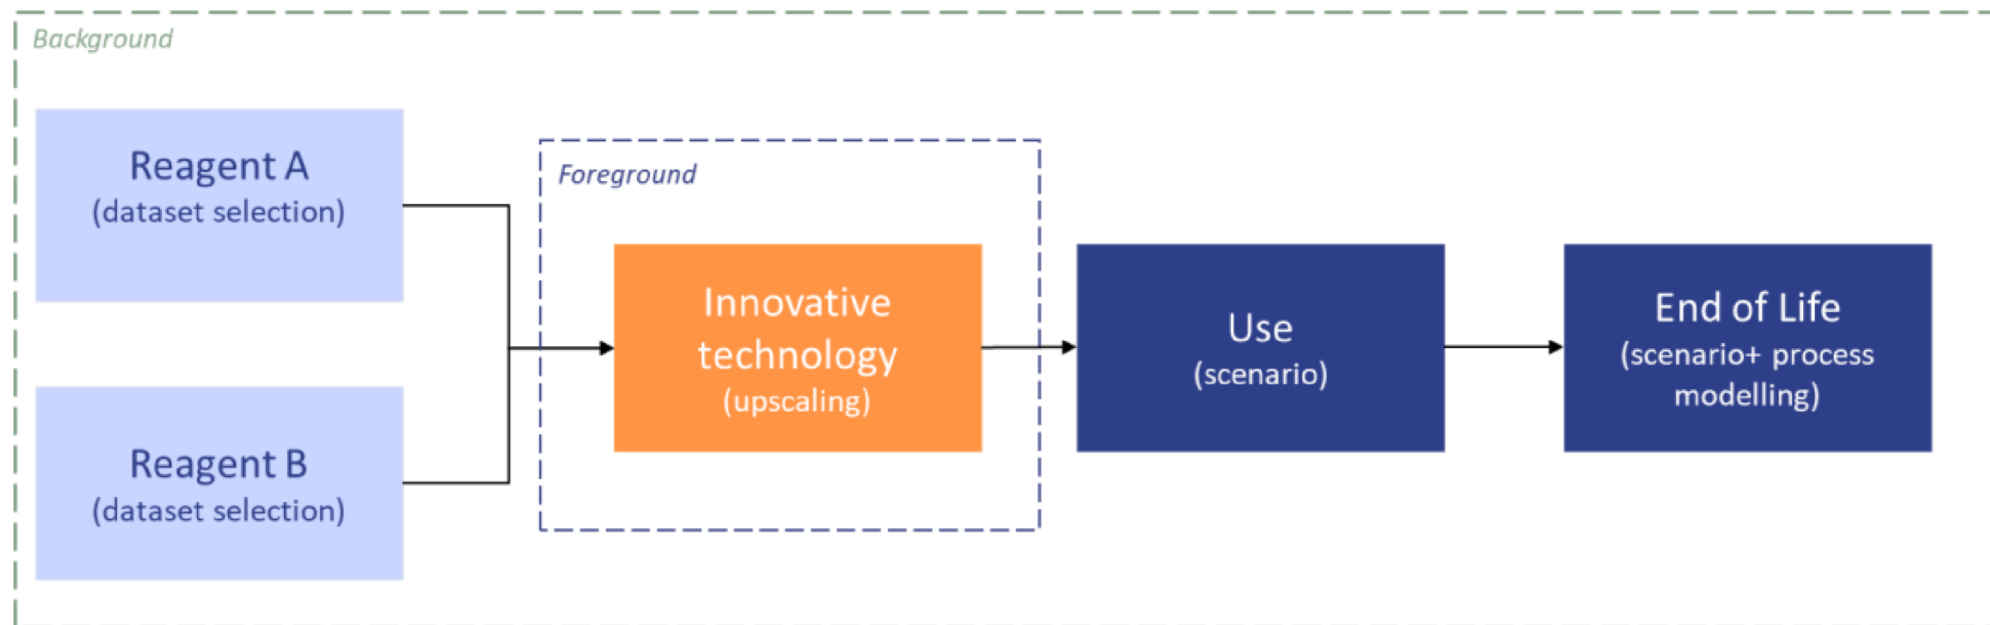 Background
Reagent A
(dataset selection)
Reagent B
(dataset selection)
Foreground
Innovative
technology
(upscaling)
Use
(scenario)
End of Life
(scenario+ process
modelling)